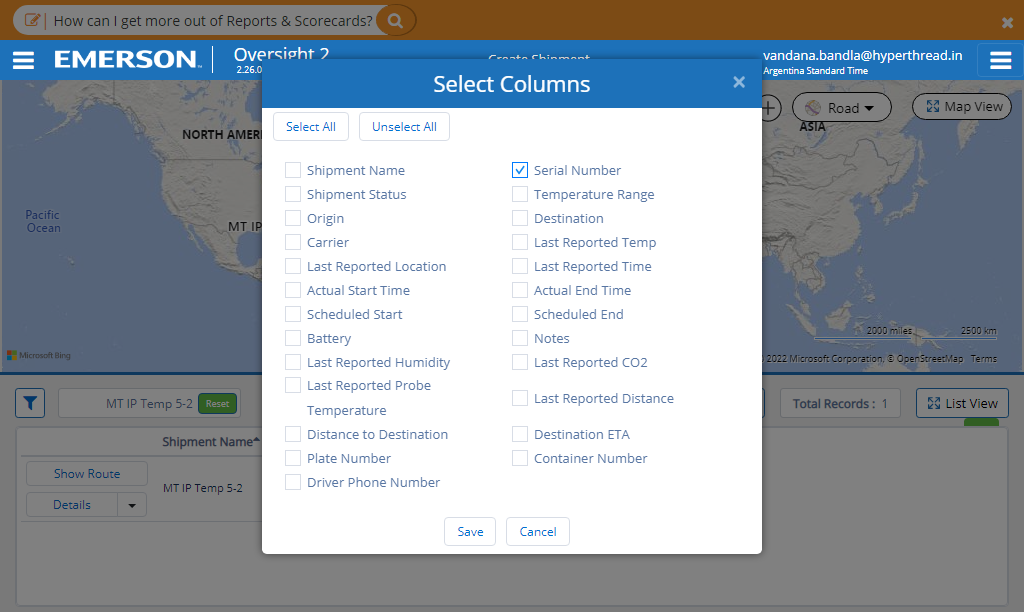 How can I get more out of Reports & Scorecards?
EMERSON
Oversight 2
2.26.0
Create Shipment
vandana.bandla@hyperthread.in
Argentina Standard Time
Select Columns
Select All
Unselect All
Road
Map View
NORTH AMERI
ASIA
Pacific
Ocean
MT IP
Shipment Name
Serial Number
Shipment Status
Temperature Range
Origin
Destination
Carrier
Last Reported Temp
Last Reported Location
Last Reported Time
Actual Start Time
Actual End Time
Scheduled Start
Scheduled End
Battery
Notes
Last Reported Humidity
Last Reported CO2
Last Reported Probe
Temperature
Last Reported Distance
Distance to Destination
Destination ETA
Plate Number
Container Number
Driver Phone Number
Save
Cancel
2000 miles
2500 km
Microsoft Bing
2022 Microsoft Corporation, © OpenStreetMap Terms
MT IP Temp 5-2
Reset
Total Records : 1
List View
Shipment Name
Show Route
MT IP Temp 5-2
Details